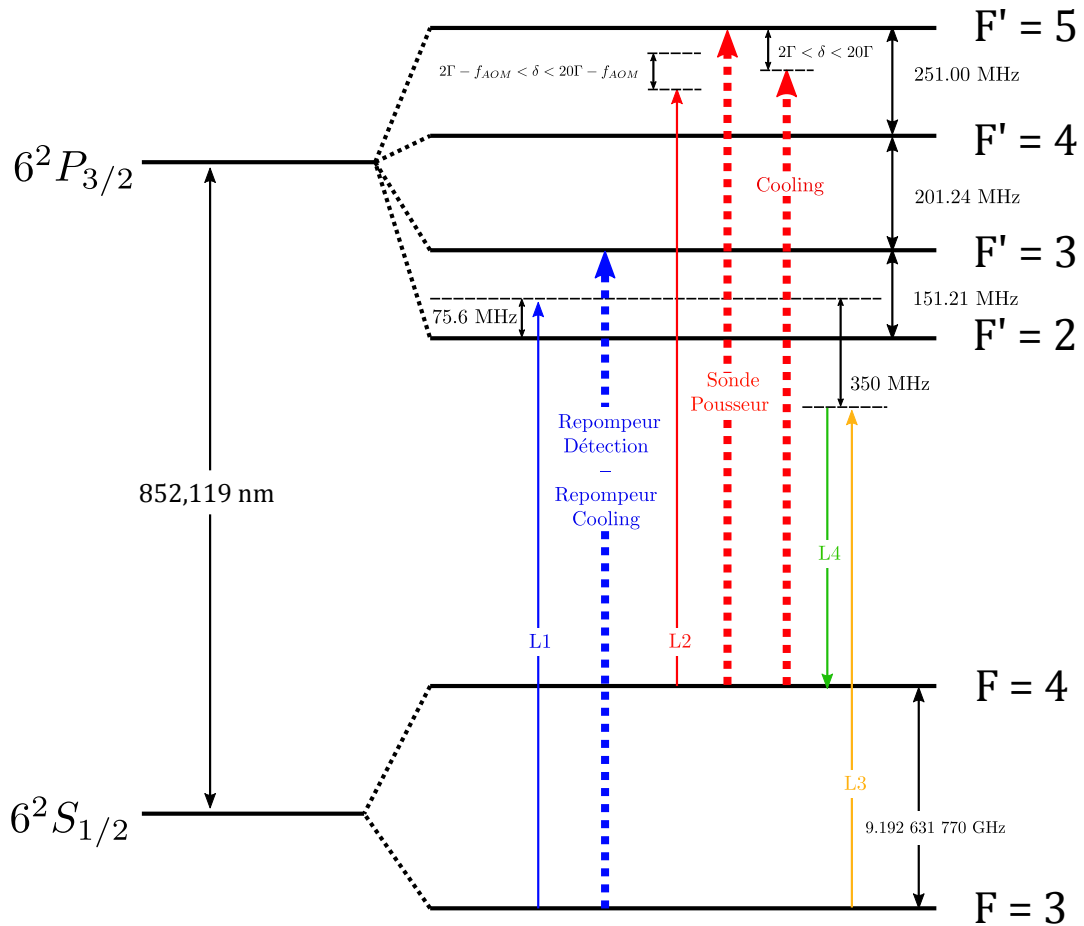 F' = 5
2Γ < δ < 20Γ
2Γ − f_AOM < δ < 20Γ − f_AOM
251.00 MHz
F' = 4
6²P₃/₂
Cooling
201.24 MHz
F' = 3
151.21 MHz
75.6 MHz
F' = 2
Sonde
Pousseur
350 MHz
Repompeur
Détection
–
Repompeur
Cooling
852,119 nm
L4
L1
L2
F = 4
L3
6²S₁/₂
9.192 631 770 GHz
F = 3